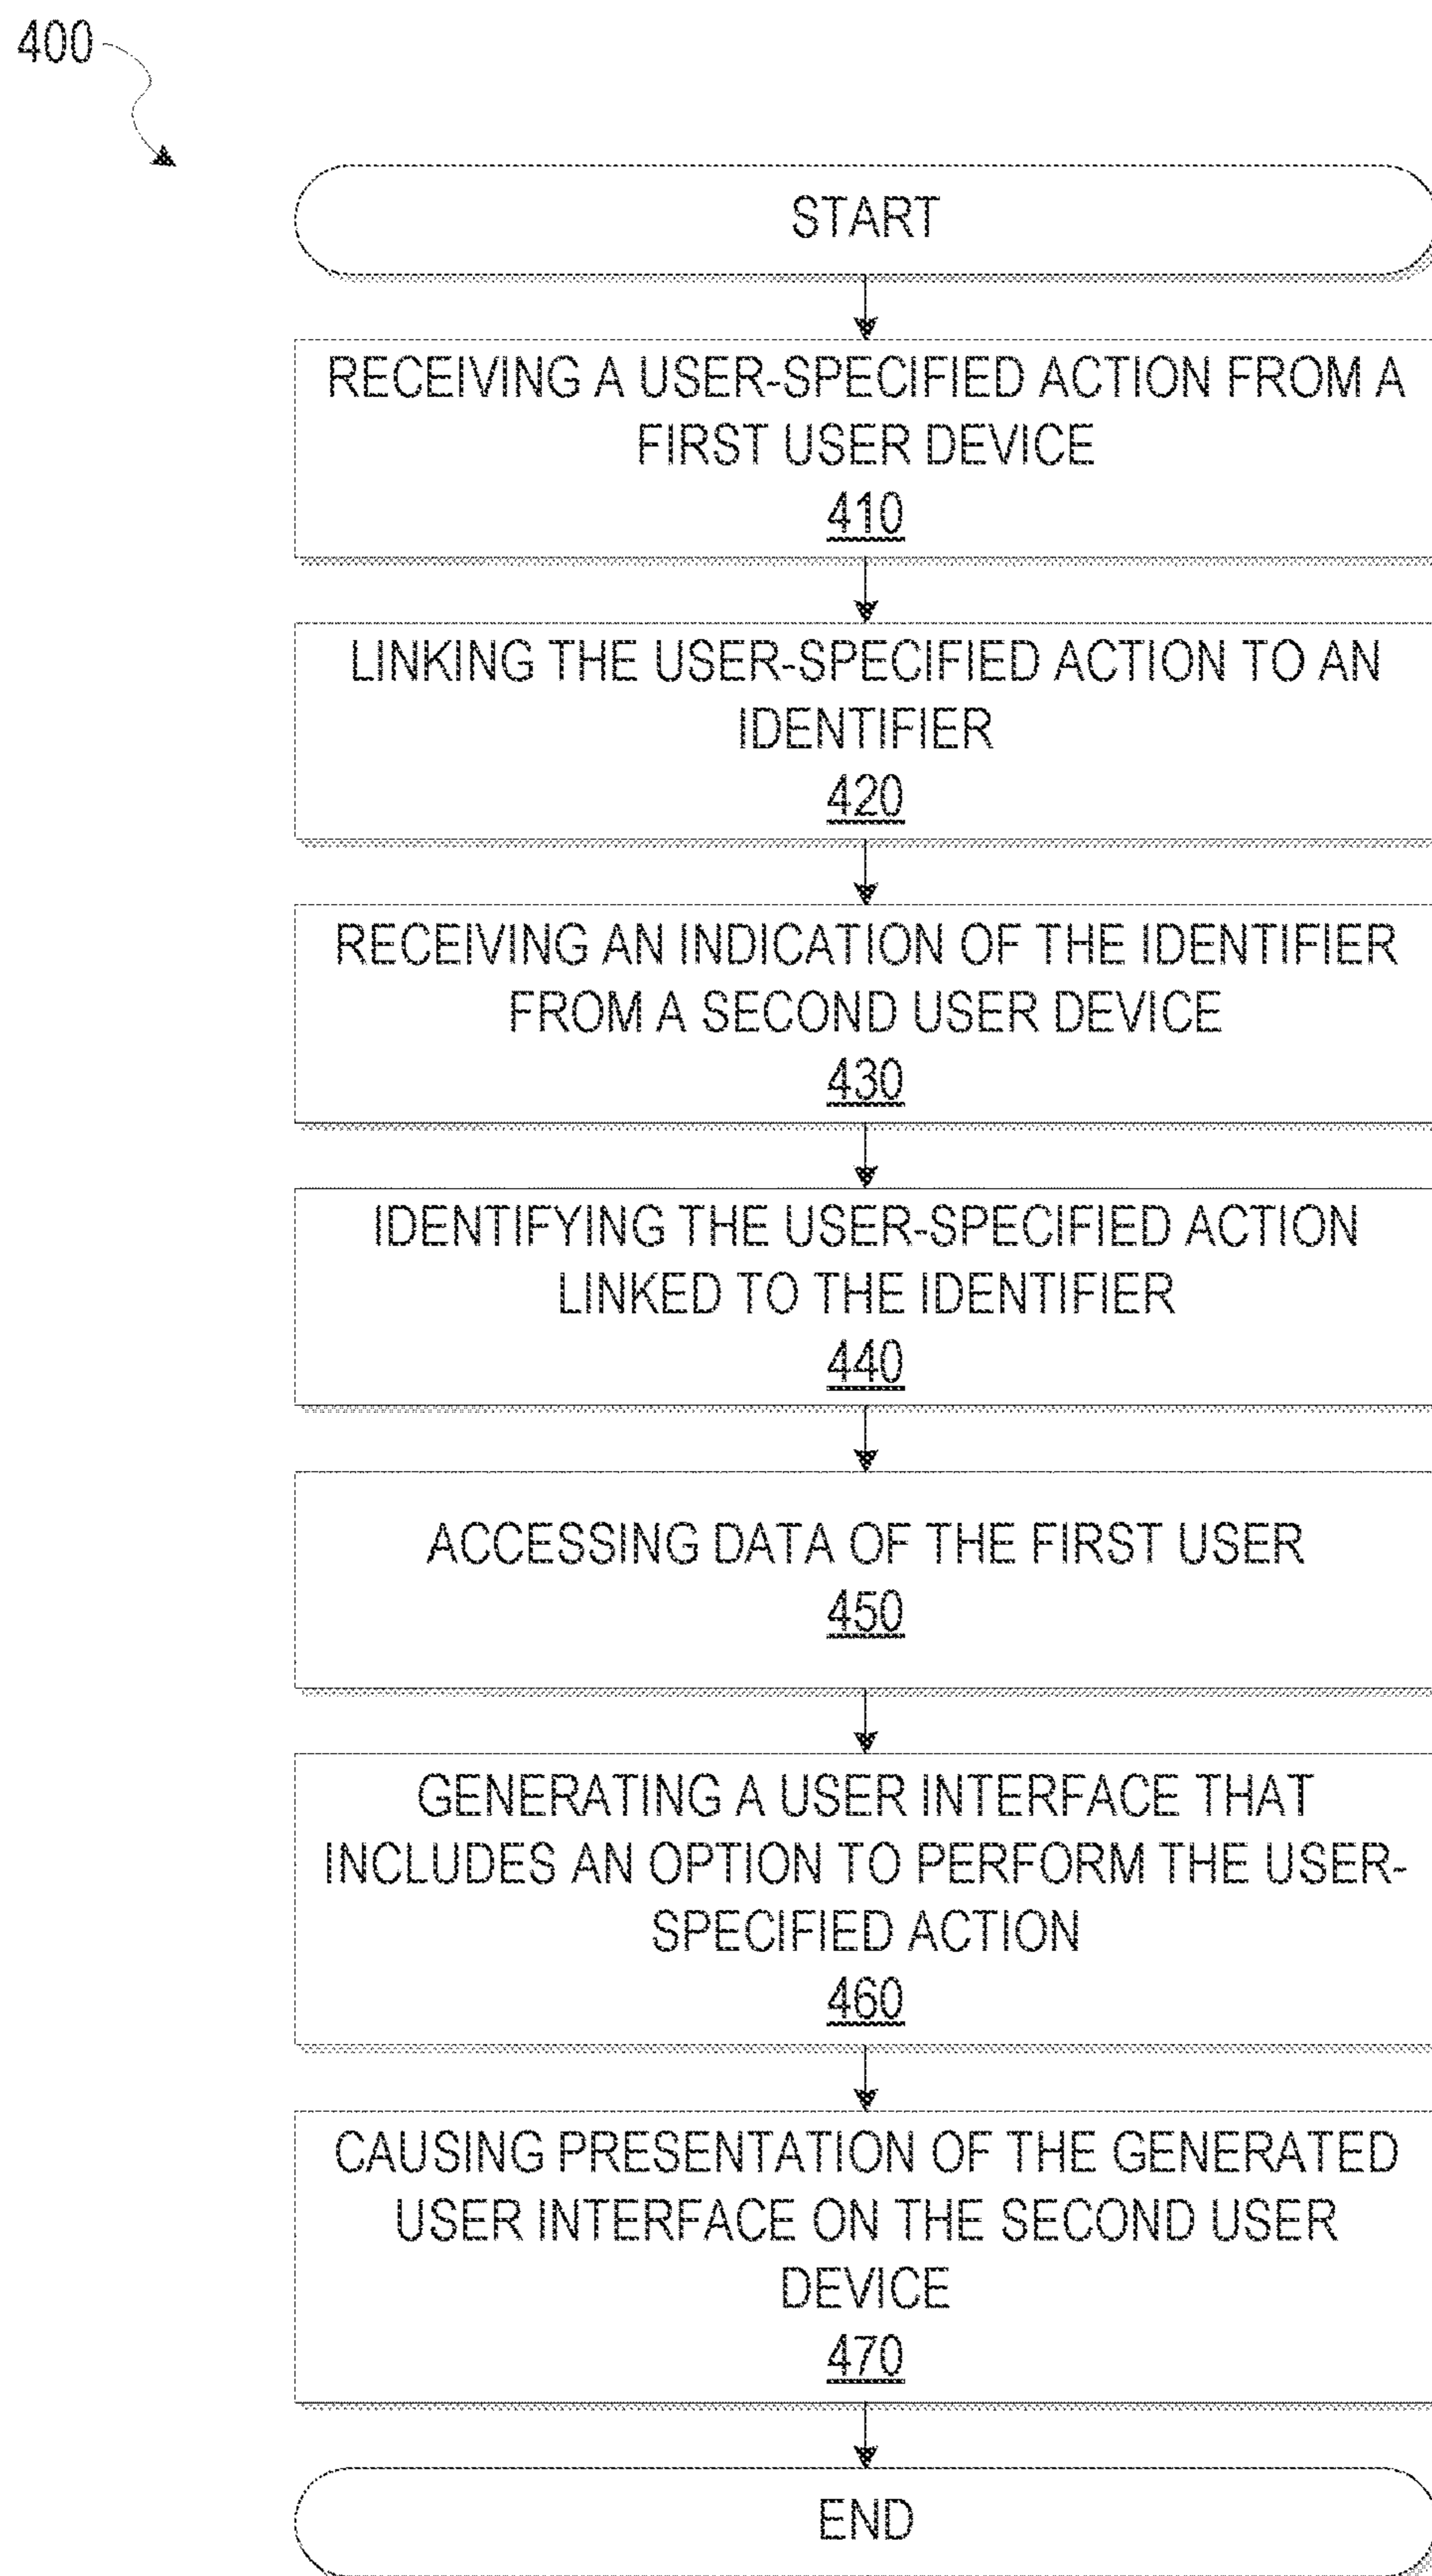 400
START
RECEIVING A USER-SPECIFIED ACTION FROM A
FIRST USER DEVICE
410
LINKING THE USER-SPECIFIED ACTION TO AN
IDENTIFIER
420
RECEIVING AN INDICATION OF THE IDENTIFIER
FROM A SECOND USER DEVICE
430
IDENTIFYING THE USER-SPECIFIED ACTION
LINKED TO THE IDENTIFIER
440
ACCESSING DATA OF THE FIRST USER
450
GENERATING A USER INTERFACE THAT
INCLUDES AN OPTION TO PERFORM THE USER-
SPECIFIED ACTION
460
CAUSING PRESENTATION OF THE GENERATED
USER INTERFACE ON THE SECOND USER
DEVICE
470
END